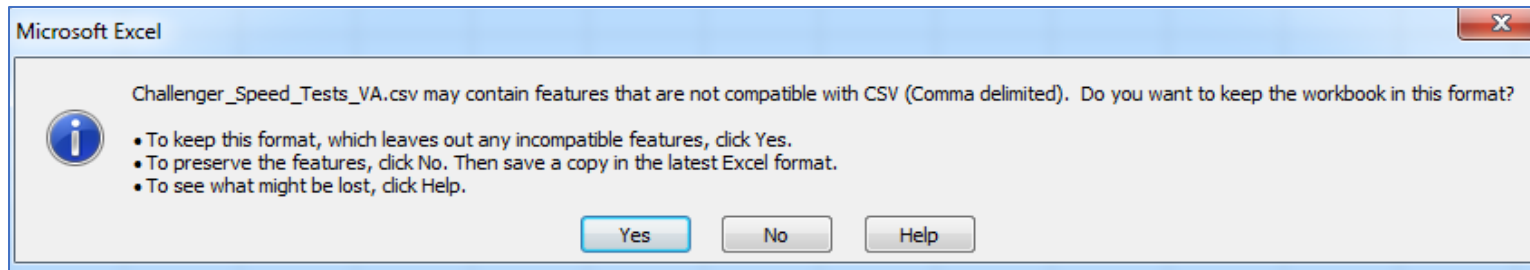 Microsoft Excel
X
Challenger_Speed_Tests_VA.csv may contain features that are not compatible with CSV (Comma delimited).  Do you want to keep the workbook in this format?
• To keep this format, which leaves out any incompatible features, click Yes.
• To preserve the features, click No. Then save a copy in the latest Excel format.
• To see what might be lost, click Help.
Yes No Help